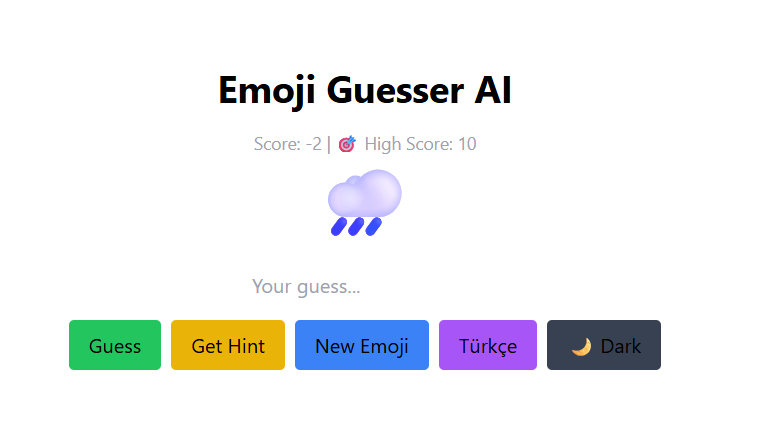 Emoji Guesser AI
Score: -2 | 🎯 High Score: 10
Your guess...
Guess Get Hint New Emoji Türkçe 🌙 Dark